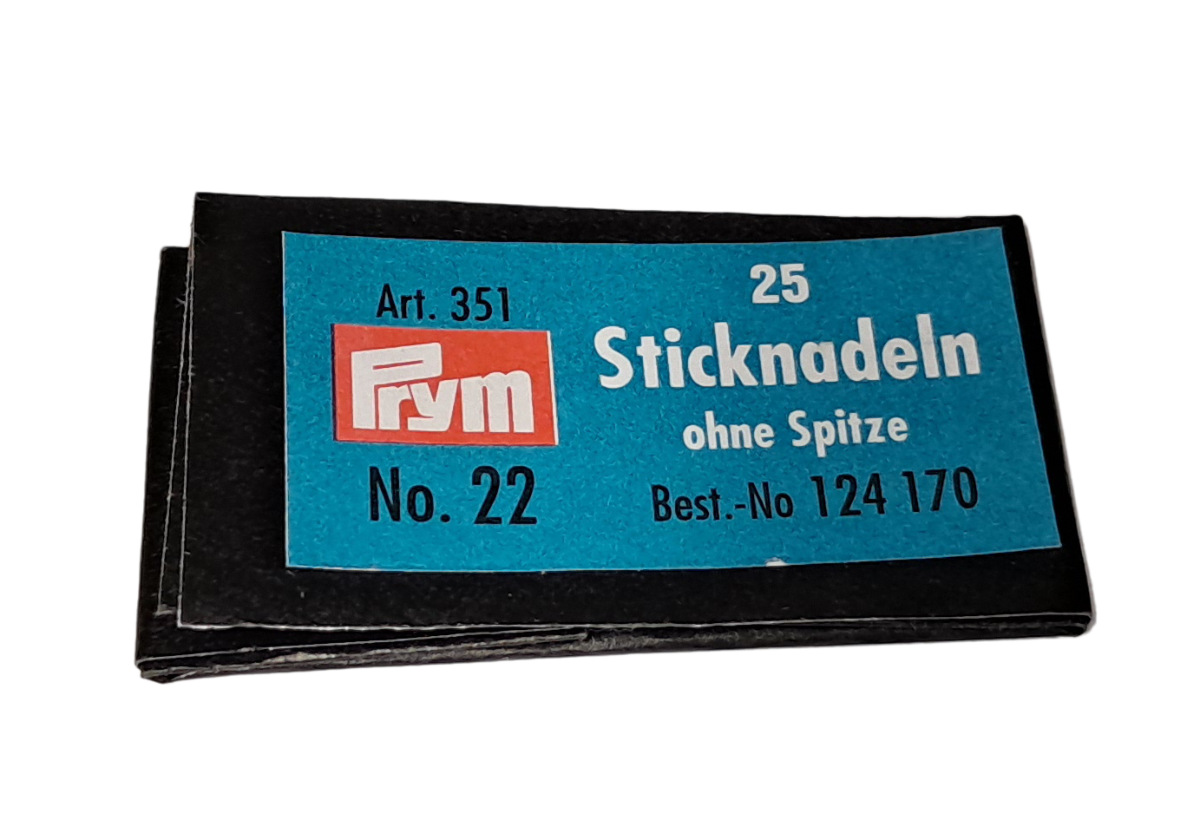 Art. 351
Prym
No. 22
25
Sticknadeln
ohne Spitze
Best.-No 124 170